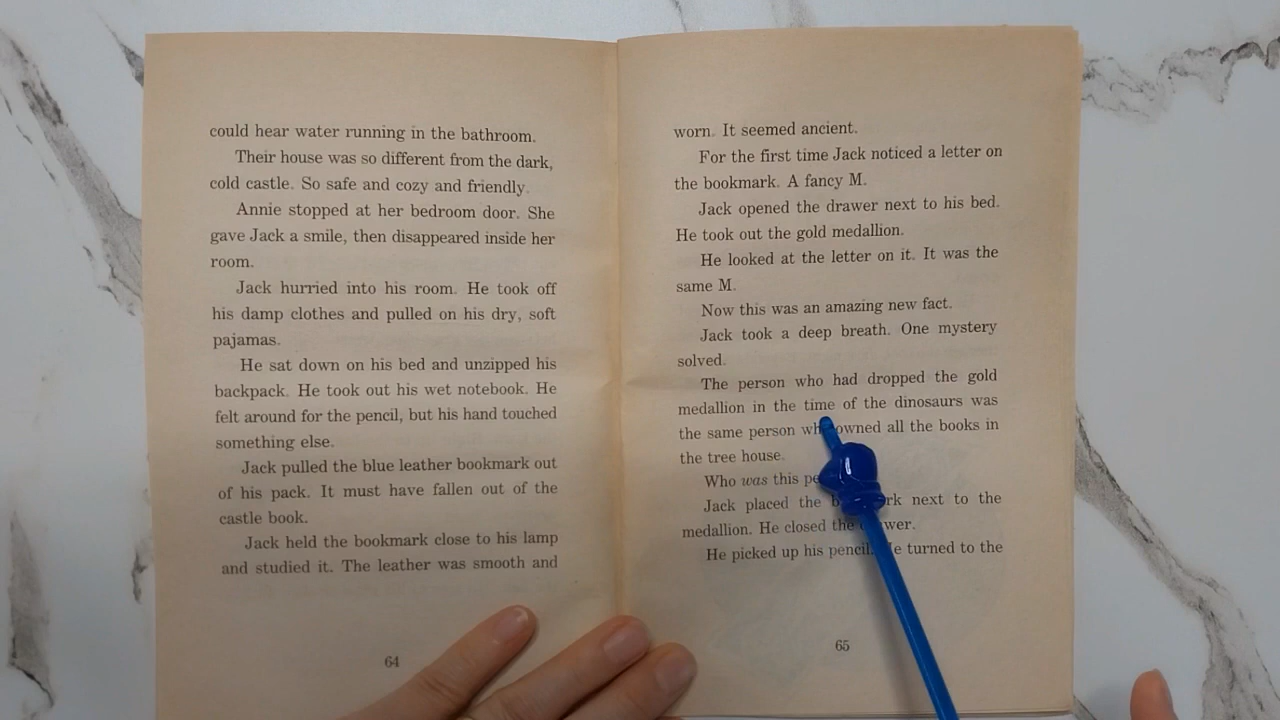 could hear water running in the bathroom.
Their house was so different from the dark,
cold castle. So safe and cozy and friendly.
Annie stopped at her bedroom door. She
gave Jack a smile, then disappeared inside her
room.
Jack hurried into his room. He took off
his damp clothes and pulled on his dry, soft
pajamas.
He sat down on his bed and unzipped his
backpack. He took out his wet notebook. He
felt around for the pencil, but his hand touched
something else.
Jack pulled the blue leather bookmark out
of his pack. It must have fallen out of the
castle book.
Jack held the bookmark close to his lamp
and studied it. The leather was smooth and
64
worn. It seemed ancient.
For the first time Jack noticed a letter on
the bookmark. A fancy M.
Jack opened the drawer next to his bed.
He took out the gold medallion.
He looked at the letter on it. It was the
same M.
Now this was an amazing new fact.
Jack took a deep breath. One mystery
solved.
The person who had dropped the gold
medallion in the time of the dinosaurs was
the same person who owned all the books in
the tree house.
Who was this
Jack placed the next to the
medallion. He closed the
He picked up his pencil. He turned to the
65